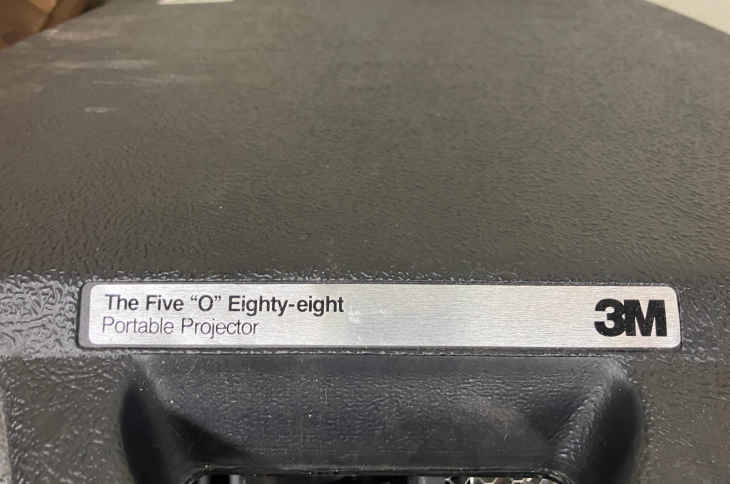 The Five “O” Eighty-eight
Portable Projector
3M